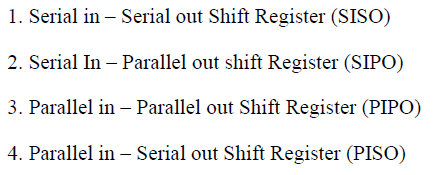 1. Serial in – Serial out Shift Register (SISO)
2. Serial In – Parallel out shift Register (SIPO)
3. Parallel in – Parallel out Shift Register (PIPO)
4. Parallel in – Serial out Shift Register (PISO)